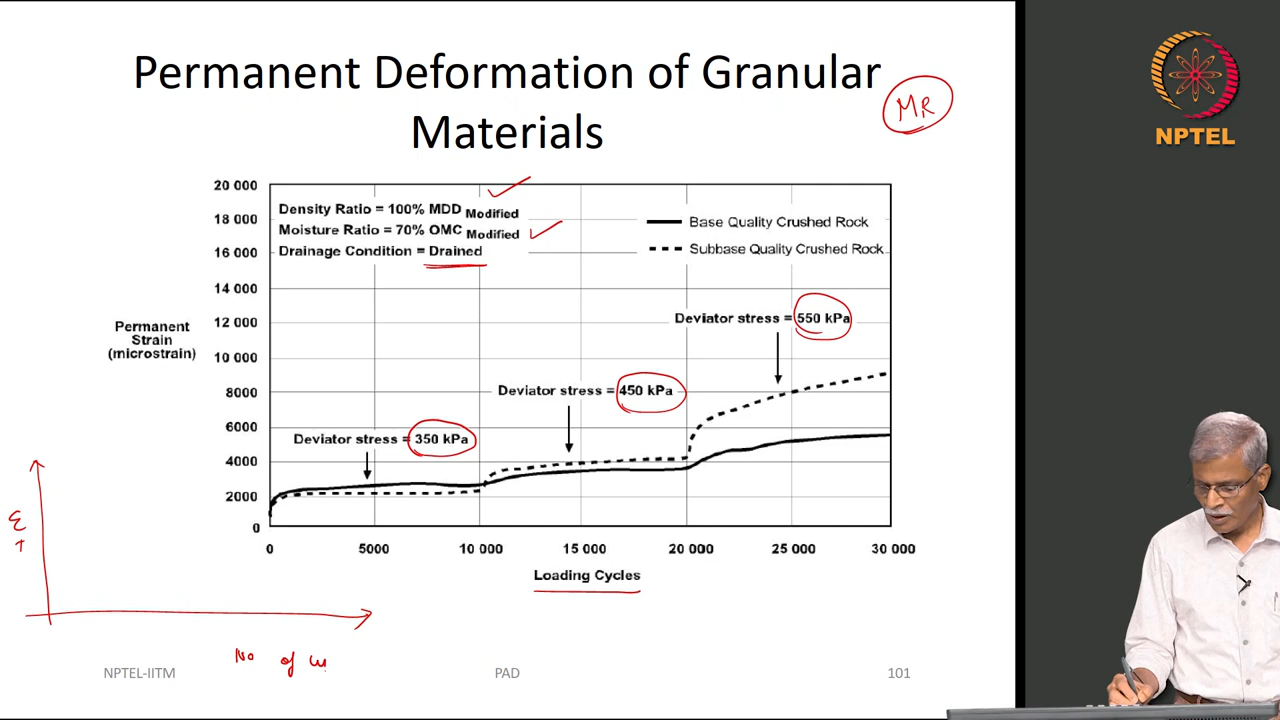 Permanent Deformation of Granular
Materials
MR
NPTEL
20 000
18 000
16 000
14 000
12 000
10 000
8000
6000
4000
2000
0
Permanent
Strain
(microstrain)
Density Ratio = 100% MDD Modified
Moisture Ratio = 70% OMC Modified
Drainage Condition = Drained
Base Quality Crushed Rock
Subbase Quality Crushed Rock
Deviator stress = 550 kPa
Deviator stress = 450 kPa
Deviator stress = 350 kPa
0 5000 10 000 15 000 20 000 25 000 30 000
Loading Cycles
No of
NPTEL-IITM PAD 101